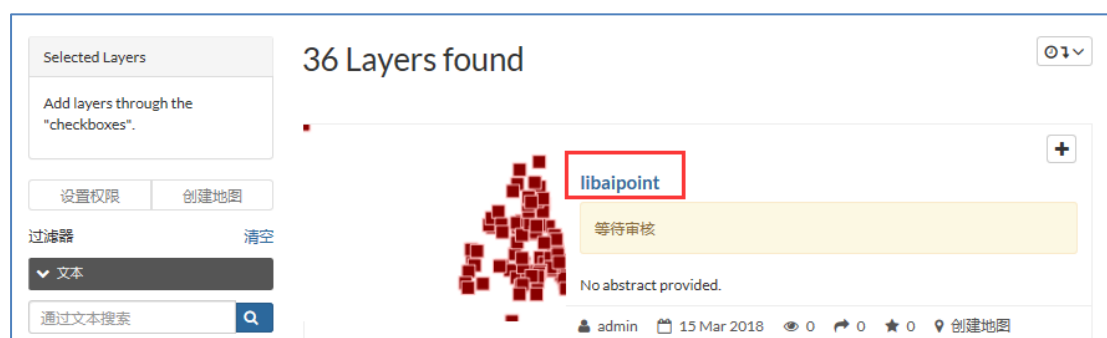 Selected Layers
Add layers through the
"checkboxes".
设置权限
创建地图
过滤器
清空
文本
通过文本搜索
36 Layers found
libaipoint
等待审核
No abstract provided.
admin 15 Mar 2018 0 0 0 创建地图